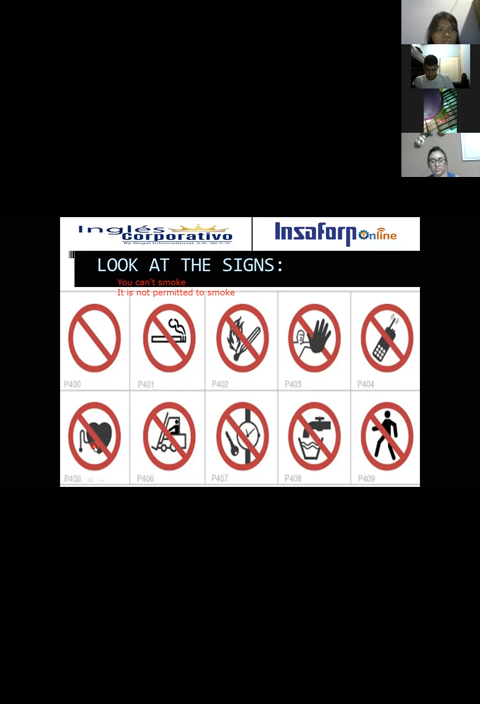 Inglés
Corporativo
Insaforp Online
LOOK AT THE SIGNS:
You can't smoke
It is not permitted to smoke
P400
P401
P402
P403
P404
P405
P406
P407
P408
P409